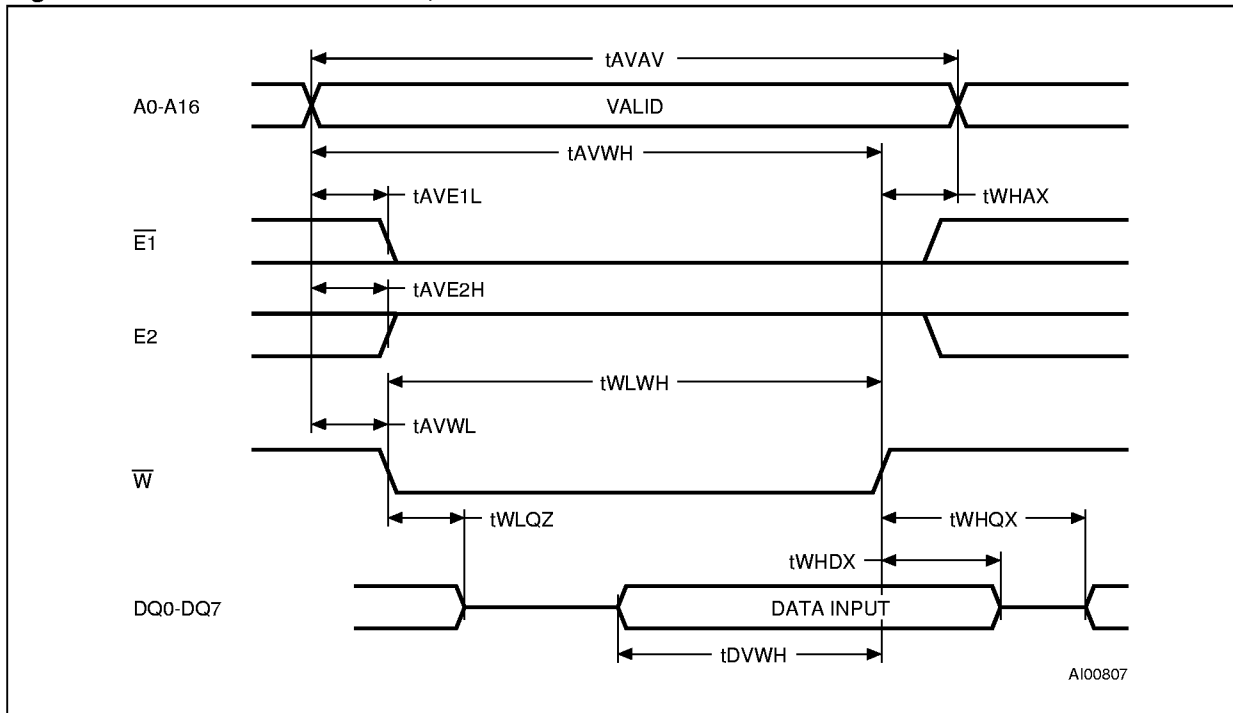 tAVAV
A0-A16
VALID
tAVWH
tAVE1L
tWHAX
E1
tAVE2H
E2
tWLWH
tAVWL
W
tWLQZ
tWHQX
tWHDX
DQ0-DQ7
DATA INPUT
tDVWH
AI00807